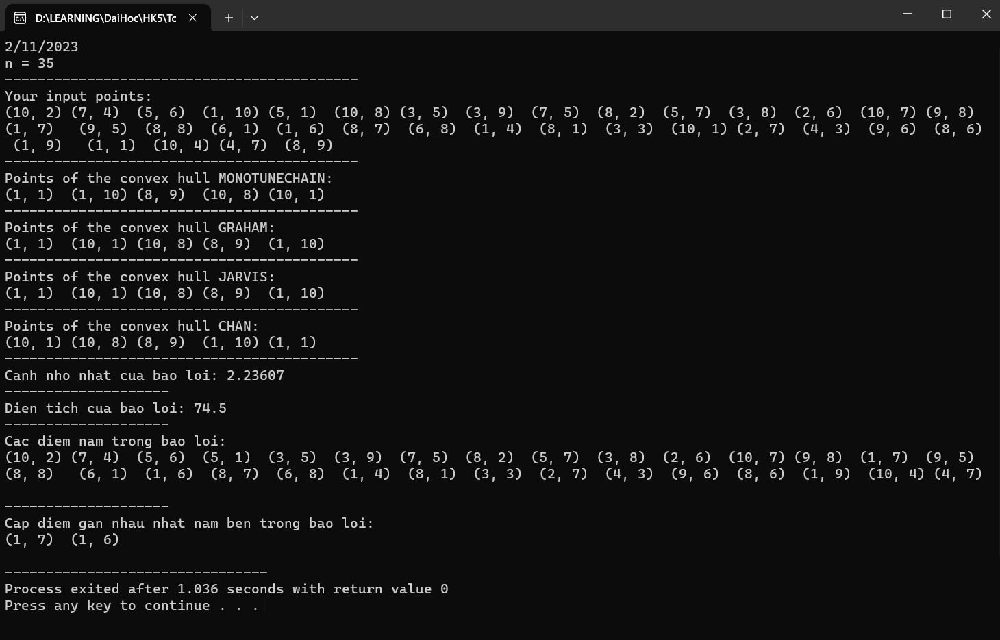 D:\LEARNING\DaiHoc\HK5\Tc
2/11/2023
n = 35
-------------------------------------------
Your input points:
(10, 2) (7, 4)  (5, 6)  (1, 10) (5, 1)  (10, 8) (3, 5)  (3, 9)  (7, 5)  (8, 2)  (5, 7)  (3, 8)  (2, 6)  (10, 7) (9, 8)
(1, 7)   (9, 5)  (8, 8)  (6, 1)  (1, 6)  (8, 7)  (6, 8)  (1, 4)  (8, 1)  (3, 3)  (10, 1) (2, 7)  (4, 3)  (9, 6)  (8, 6)
 (1, 9)   (1, 1)  (10, 4) (4, 7)  (8, 9)
-------------------------------------------
Points of the convex hull MONOTUNECHAIN:
(1, 1)  (1, 10) (8, 9)  (10, 8) (10, 1)
-------------------------------------------
Points of the convex hull GRAHAM:
(1, 1)  (10, 1) (10, 8) (8, 9)  (1, 10)
-------------------------------------------
Points of the convex hull JARVIS:
(1, 1)  (10, 1) (10, 8) (8, 9)  (1, 10)
-------------------------------------------
Points of the convex hull CHAN:
(10, 1) (10, 8) (8, 9)  (1, 10) (1, 1)
-------------------------------------------
Canh nho nhat cua bao loi: 2.23607
--------------------
Dien tich cua bao loi: 74.5
--------------------
Cac diem nam trong bao loi:
(10, 2) (7, 4)  (5, 6)  (5, 1)  (3, 5)  (3, 9)  (7, 5)  (8, 2)  (5, 7)  (3, 8)  (2, 6)  (10, 7) (9, 8)  (1, 7)  (9, 5)
(8, 8)   (6, 1)  (1, 6)  (8, 7)  (6, 8)  (1, 4)  (8, 1)  (3, 3)  (2, 7)  (4, 3)  (9, 6)  (8, 6)  (1, 9)  (10, 4) (4, 7)
--------------------
Cap diem gan nhau nhat nam ben trong bao loi:
(1, 7)  (1, 6)
--------------------------------
Process exited after 1.036 seconds with return value 0
Press any key to continue . . .